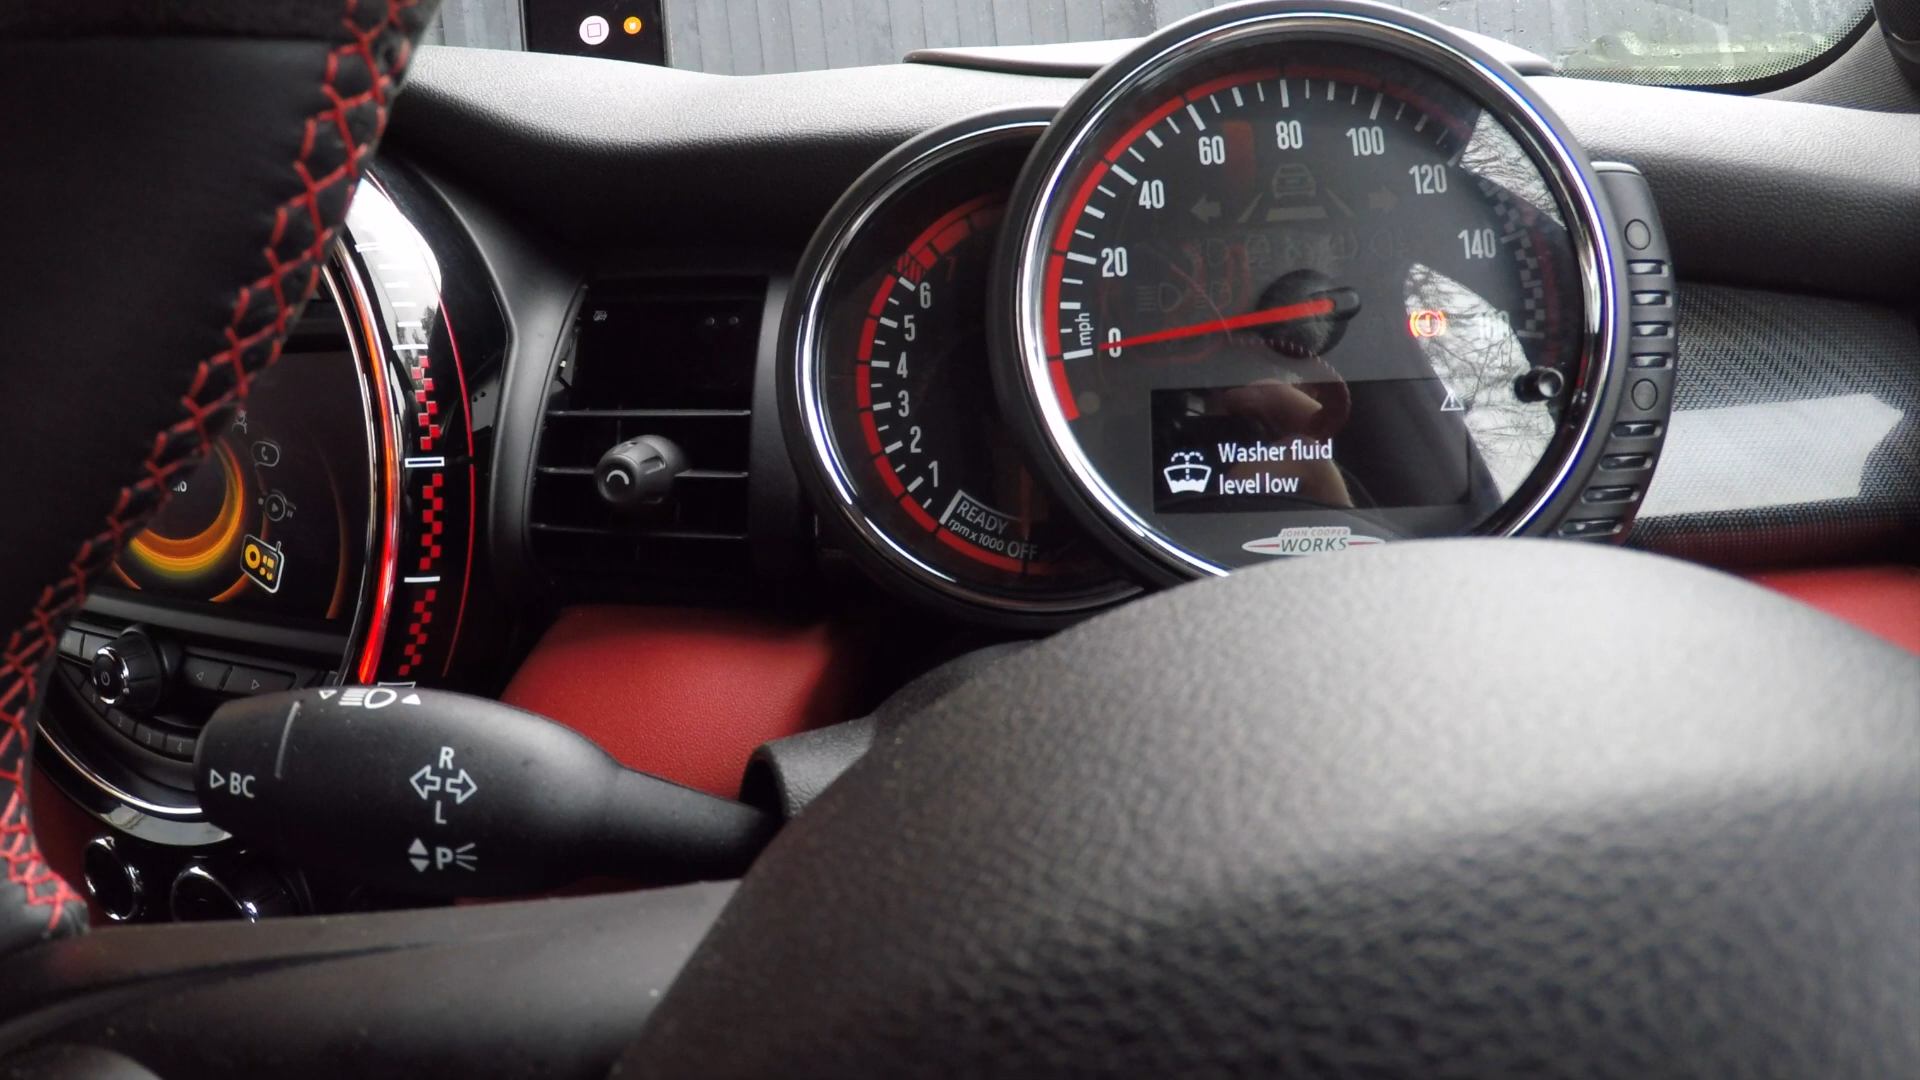 60
80
100
40
120
20
140
160
mph
0
7
6
5
4
3
2
1
READY
rpm x 1000 OFF
Washer fluid
level low
JOHN COOPER
WORKS
BC
R
L
P